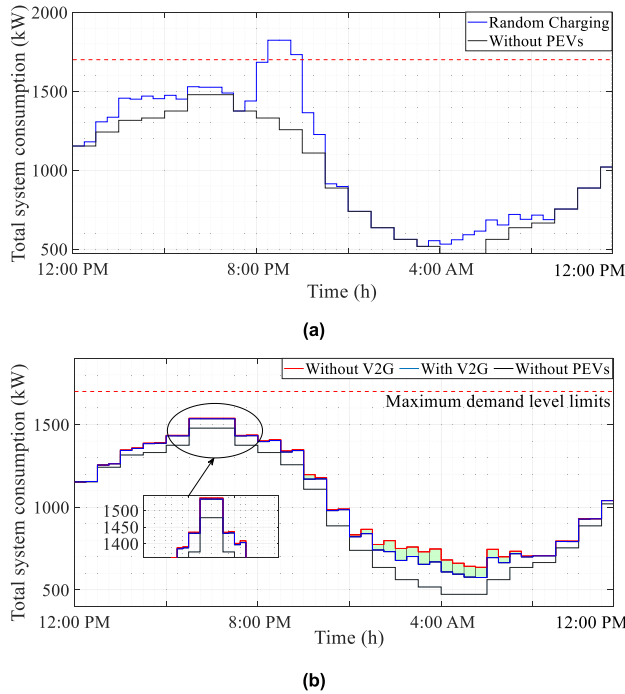 Total system consumption (kW)
2000
1500
1000
500
Random Charging
Without PEVs
12:00 PM
8:00 PM
4:00 AM
12:00 PM
Time (h)
(a)
Total system consumption (kW)
1500
1000
500
Without V2G
With V2G
Without PEVs
Maximum demand level limits
1500
1450
1400
12:00 PM
8:00 PM
4:00 AM
12:00 PM
Time (h)
(b)